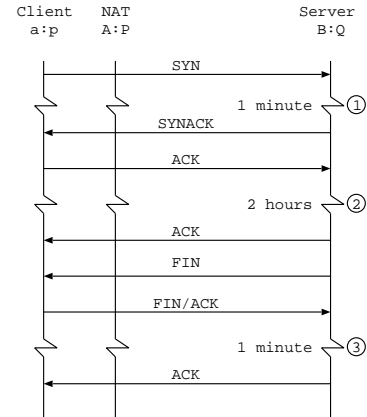 Client NAT Server
a:p A:P B:Q
SYN
1 minute 1
SYNACK
ACK
2 hours 2
ACK
FIN
FIN/ACK
1 minute 3
ACK